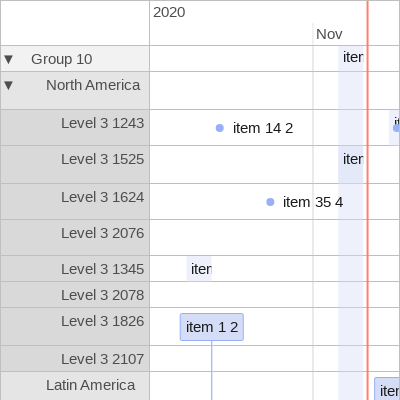 2020
Nov
▼ Group 10
iter
▼ North America
Level 3 1243
item 14 2
Level 3 1525
iter
Level 3 1624
item 35 4
Level 3 2076
Level 3 1345
iter
Level 3 2078
Level 3 1826
item 1 2
Level 3 2107
Latin America
iter